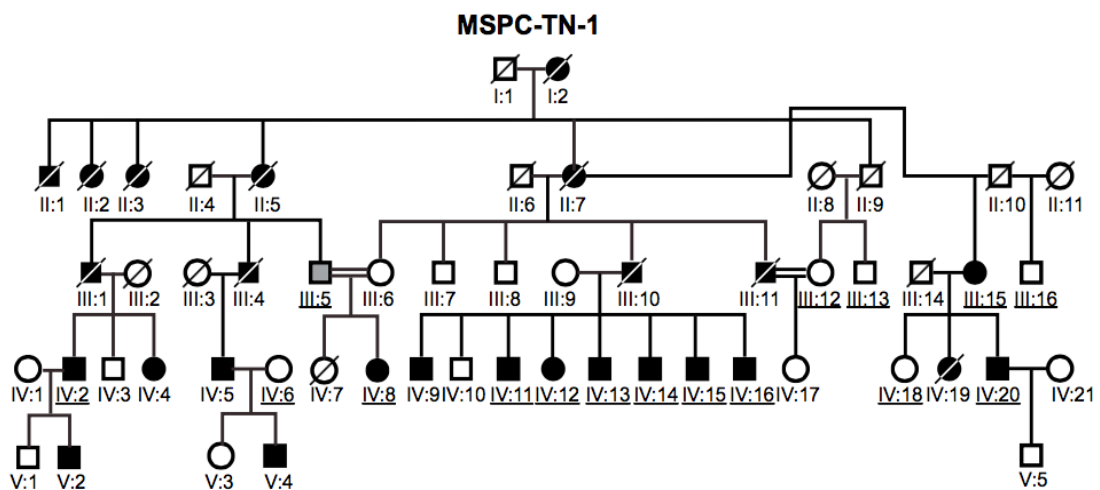 MSPC-TN-1
I:1 I:2
II:1 II:2 II:3 II:4 II:5 II:6 II:7 II:8 II:9 II:10 II:11
III:1 III:2 III:3 III:4 III:5 III:6 III:7 III:8 III:9 III:10 III:11 III:12 III:13 III:14 III:15 III:16
IV:1 IV:2 IV:3 IV:4 IV:5 IV:6 IV:7 IV:8 IV:9 IV:10 IV:11 IV:12 IV:13 IV:14 IV:15 IV:16 IV:17 IV:18 IV:19 IV:20 IV:21
V:1 V:2 V:3 V:4 V:5